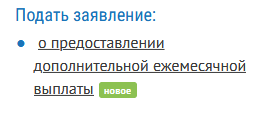 Подать заявление:
о предоставлении
дополнительной ежемесячной
выплаты новое